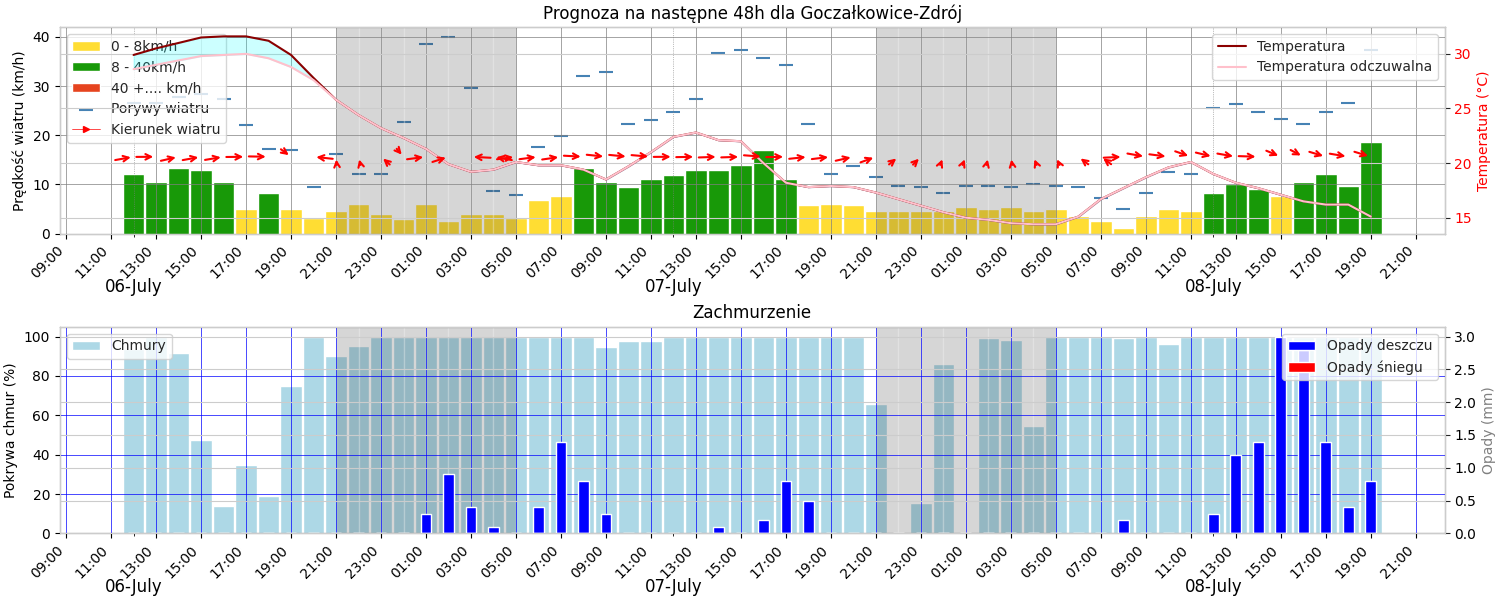 Prognoza na następne 48h dla Goczałkowice-Zdrój
Prędkość wiatru (km/h)
40
30
20
10
0
0 - 8km/h
8 - 40km/h
40 +.... km/h
Porywy wiatru
Kierunek wiatru
Temperatura
Temperatura odczuwalna
30
25
20
15
Temperatura (°C)
09:00 11:00 13:00 15:00 17:00 19:00 21:00 23:00 01:00 03:00 05:00 07:00 09:00 11:00 13:00 15:00 17:00 19:00 21:00 23:00 01:00 03:00 05:00 07:00 09:00 11:00 13:00 15:00 17:00 19:00 21:00
06-July 07-July 08-July
Zachmurzenie
Pokrywa chmur (%)
100
80
60
40
20
0
Chmury
Opady deszczu
Opady śniegu
3.0
2.5
2.0
1.5
1.0
0.5
0.0
Opady (mm)
09:00 11:00 13:00 15:00 17:00 19:00 21:00 23:00 01:00 03:00 05:00 07:00 09:00 11:00 13:00 15:00 17:00 19:00 21:00 23:00 01:00 03:00 05:00 07:00 09:00 11:00 13:00 15:00 17:00 19:00 21:00
06-July 07-July 08-July